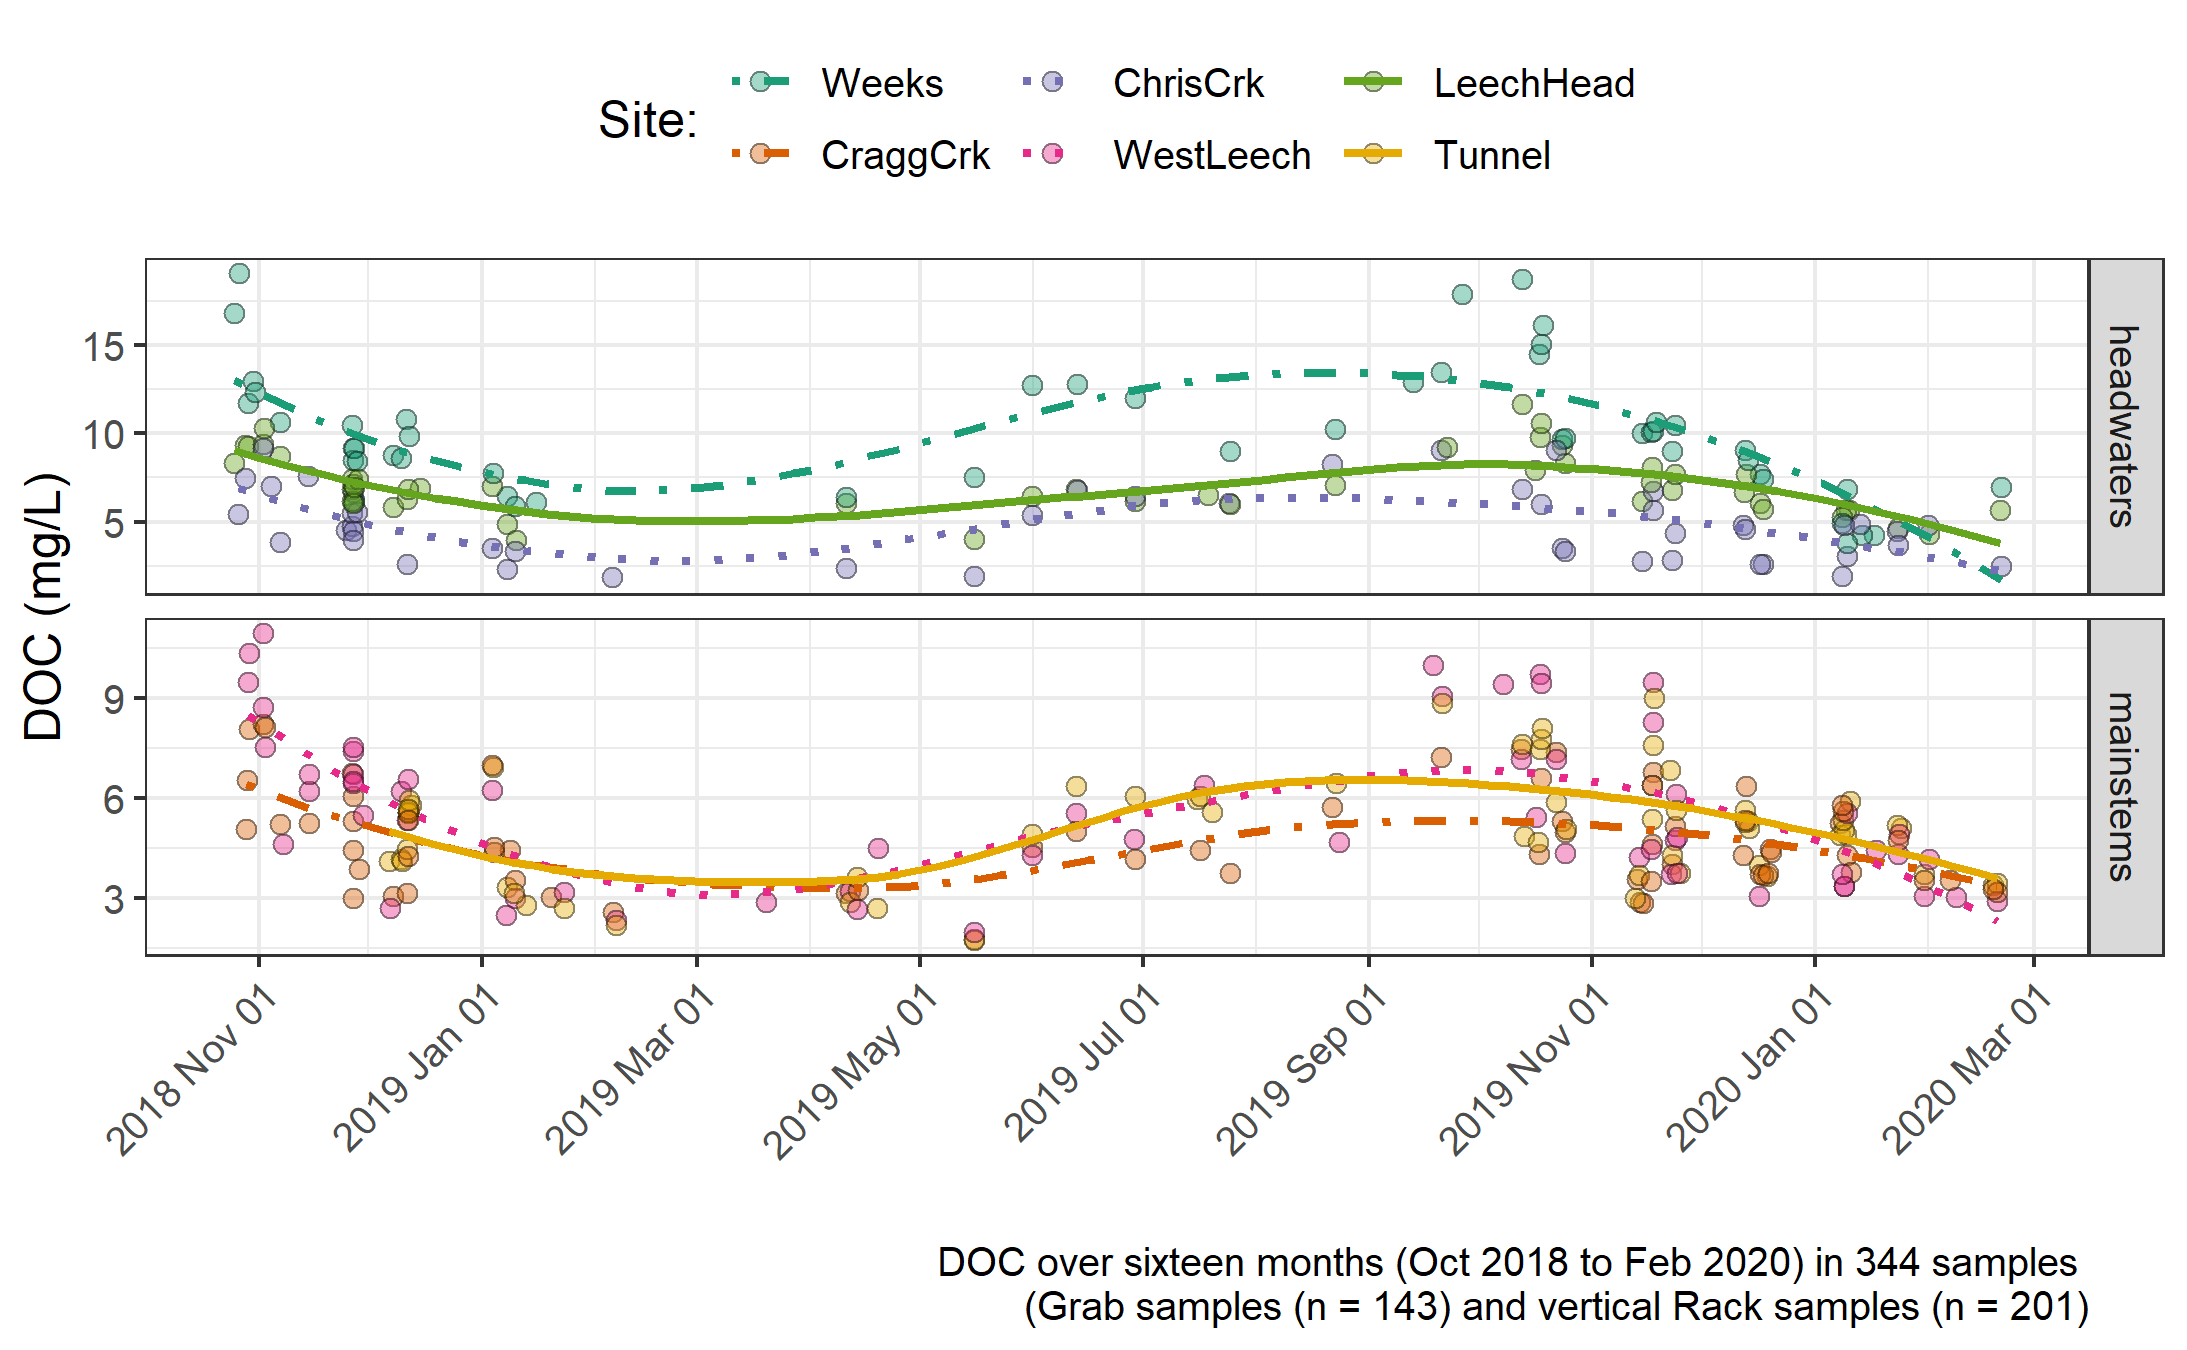 Site:
Weeks
ChrisCrk
LeechHead
CraggCrk
WestLeech
Tunnel
DOC (mg/L)
15
10
5
headwaters
9
6
3
mainstems
2018 Nov 01
2019 Jan 01
2019 Mar 01
2019 May 01
2019 Jul 01
2019 Sep 01
2019 Nov 01
2020 Jan 01
2020 Mar 01
DOC over sixteen months (Oct 2018 to Feb 2020) in 344 samples
(Grab samples (n = 143) and vertical Rack samples (n = 201)